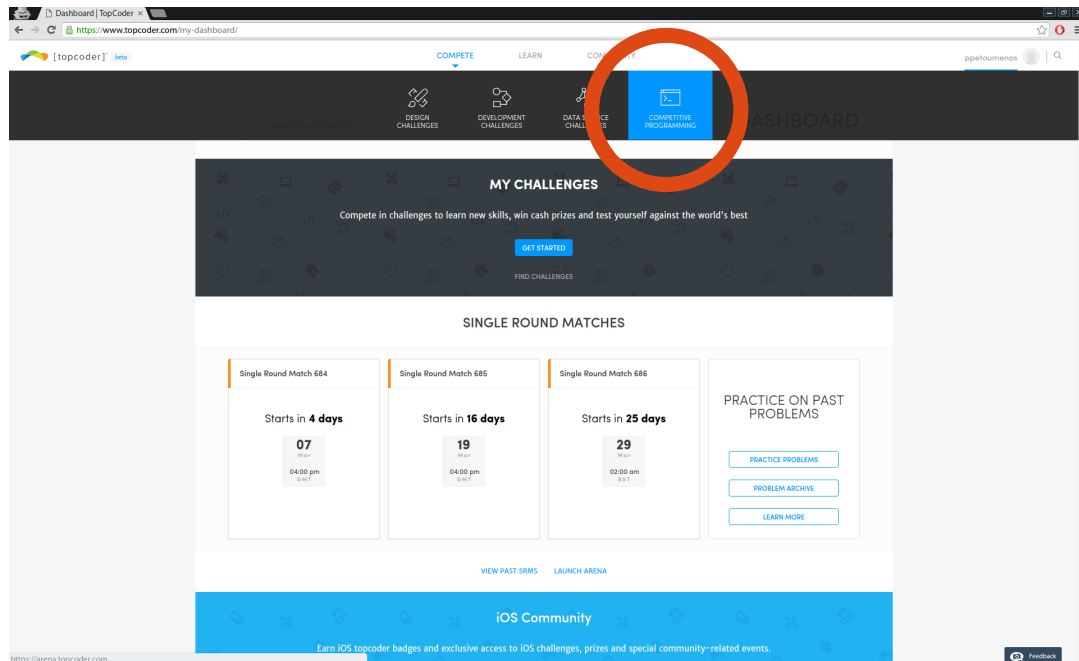 Dashboard | TopCoder
https://www.topcoder.com/my-dashboard/
[topcoder]™ beta
COMPETE LEARN
ppetoumenos
DESIGN
CHALLENGES
DEVELOPMENT
CHALLENGES
CHALLENGES
COMPETITIVE
PROGRAMMING
ppetoumenos
DASHBOARD
MY CHALLENGES
Compete in challenges to learn new skills, win cash prizes and test yourself against the world's best
GET STARTED
FIND CHALLENGES
SINGLE ROUND MATCHES
Single Round Match 684
Starts in 4 days
07
Mar
04:00 pm
GMT
Single Round Match 685
Starts in 16 days
19
Mar
04:00 pm
GMT
Single Round Match 686
Starts in 25 days
29
Mar
02:00 am
BST
PRACTICE ON PAST
PROBLEMS
PRACTICE PROBLEMS
PROBLEM ARCHIVE
LEARN MORE
VIEW PAST SRMS LAUNCH ARENA
iOS Community
Earn iOS topcoder badges and exclusive access to iOS challenges, prizes and special community-related events.
https://arena.topcoder.com
Feedback